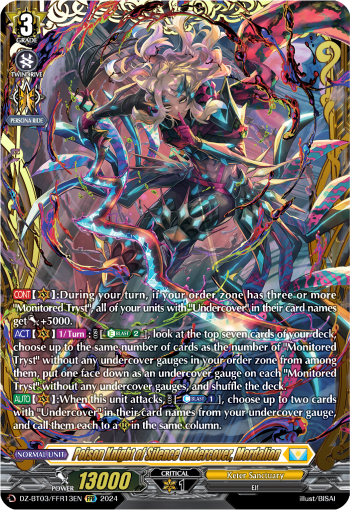 3
GRADE
TWIN DRIVE
PERSONA RIDE
CONT [ ]:During your turn, if your order zone has three or more
"Monitored Tryst", all of your units with "Undercover" in their card names
get +5000.
ACT [ ] 1/Turn : [BLAST 2], look at the top seven cards of your deck,
choose up to the same number of cards as the number of "Monitored
Tryst" without any undercover gauges in your order zone from among
them, put one face down as an undercover gauge on each "Monitored
Tryst" without any undercover gauges, and shuffle the deck.
AUTO [ ]:When this unit attacks, [BLAST 1], choose up to two cards
with "Undercover" in their card names from your undercover gauge,
and call them each to in the same column.
NORMAL UNIT
Poison Knight of Silence Undercover, Mordalion
POWER 13000
CRITICAL
1
Keter Sanctuary
Elf
DZ-BT03/FFR13EN FFR 2024
illust/BISAI